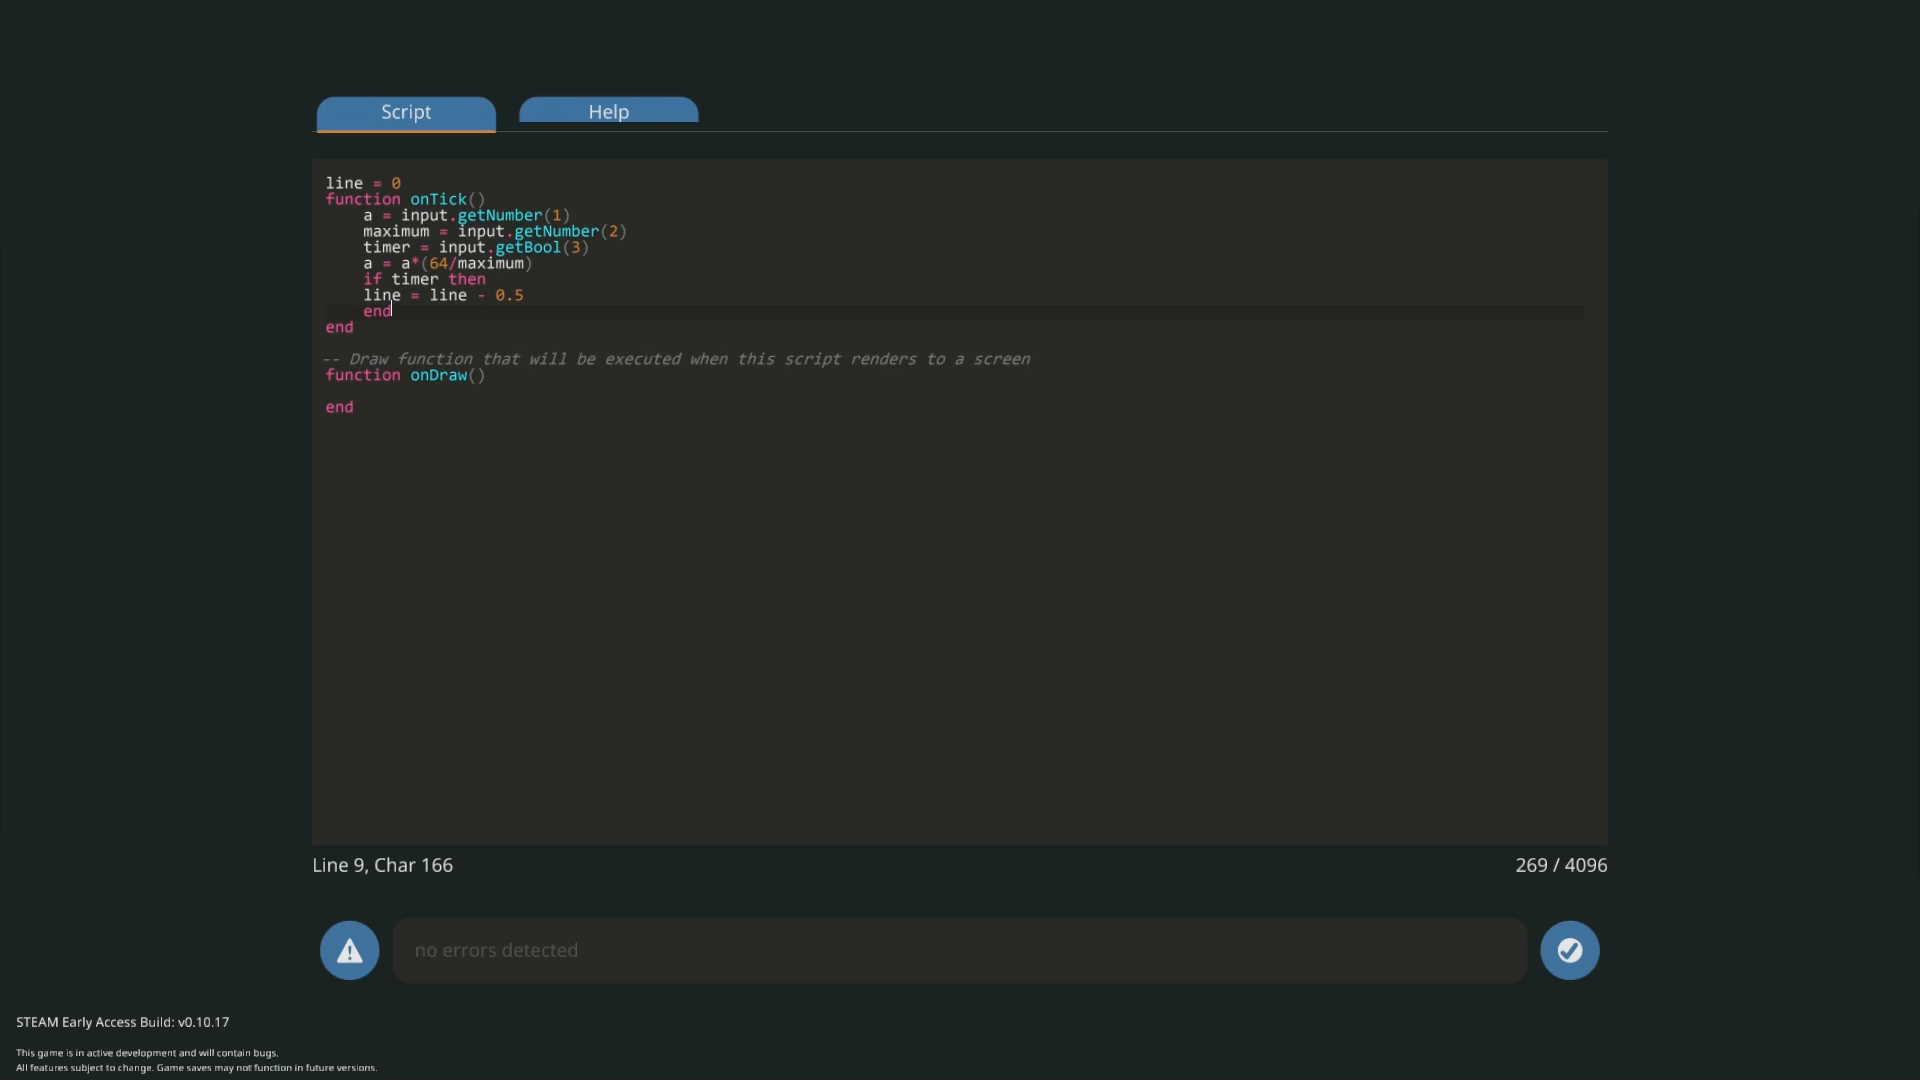 Script
Help
line = 0
function onTick()
a = input.getNumber(1)
maximum = input.getNumber(2)
timer = input.getBool(3)
a = a*(64/maximum)
if timer then
line = line - 0.5
end
end
-- Draw function that will be executed when this script renders to a screen
function onDraw()
end
Line 9, Char 166
269 / 4096
no errors detected
STEAM Early Access Build: v0.10.17
This game is in active development and will contain bugs.
All features subject to change. Game saves may not function in future versions.